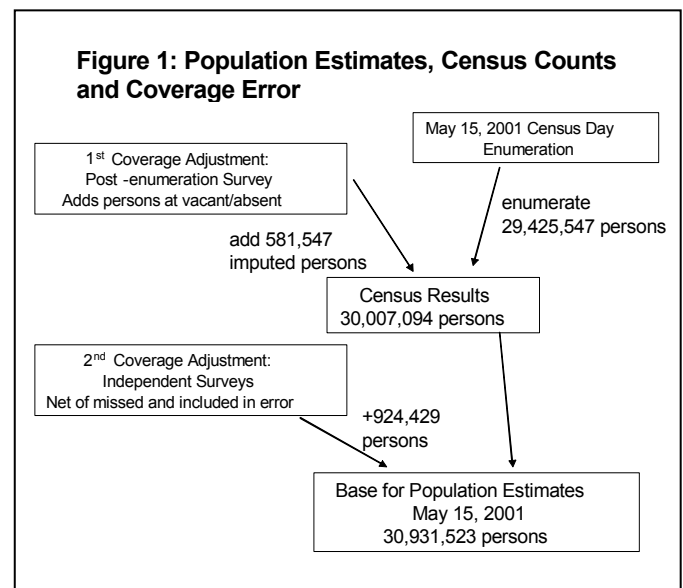 Figure 1: Population Estimates, Census Counts
and Coverage Error
May 15, 2001 Census Day
Enumeration
1st Coverage Adjustment:
Post -enumeration Survey
Adds persons at vacant/absent
enumerate
29,425,547 persons
add 581,547
imputed persons
Census Results
30,007,094 persons
2nd Coverage Adjustment:
Independent Surveys
Net of missed and included in error
+924,429
persons
Base for Population Estimates
May 15, 2001
30,931,523 persons